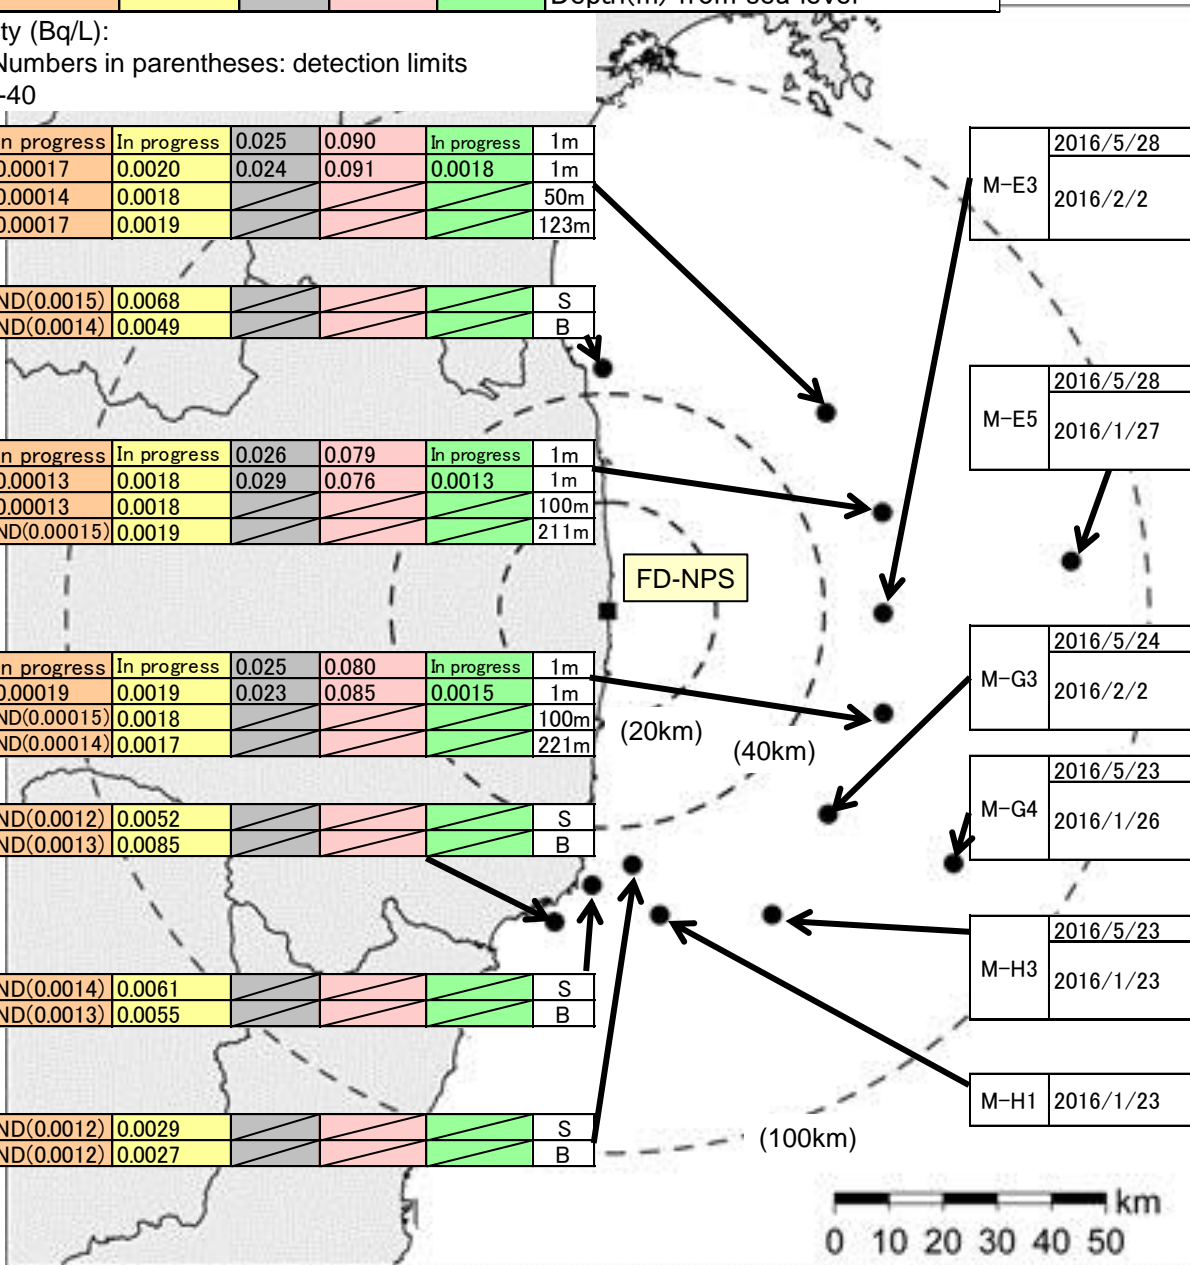 Depth(m) from sea level
ty (Bq/L):
Numbers in parentheses: detection limits
-40
n progress In progress 0.025 0.090 In progress 1m
0.00017 0.0020 0.024 0.091 0.0018 1m
0.00014 0.0018 50m
0.00017 0.0019 123m
ND(0.0015) 0.0068 S
ND(0.0014) 0.0049 B
n progress In progress 0.026 0.079 In progress 1m
0.00013 0.0018 0.029 0.076 0.0013 1m
0.00013 0.0018 100m
ND(0.00015) 0.0019 211m
n progress In progress 0.025 0.080 In progress 1m
0.00019 0.0019 0.023 0.085 0.0015 1m
ND(0.00015) 0.0018 100m
ND(0.00014) 0.0017 221m
ND(0.0012) 0.0052 S
ND(0.0013) 0.0085 B
ND(0.0014) 0.0061 S
ND(0.0013) 0.0055 B
ND(0.0012) 0.0029 S
ND(0.0012) 0.0027 B
FD-NPS
(20km)
(40km)
(100km)
M-E3 2016/5/28
2016/2/2
M-E5 2016/5/28
2016/1/27
M-G3 2016/5/24
2016/2/2
M-G4 2016/5/23
2016/1/26
M-H3 2016/5/23
2016/1/23
M-H1 2016/1/23
km
0 10 20 30 40 50